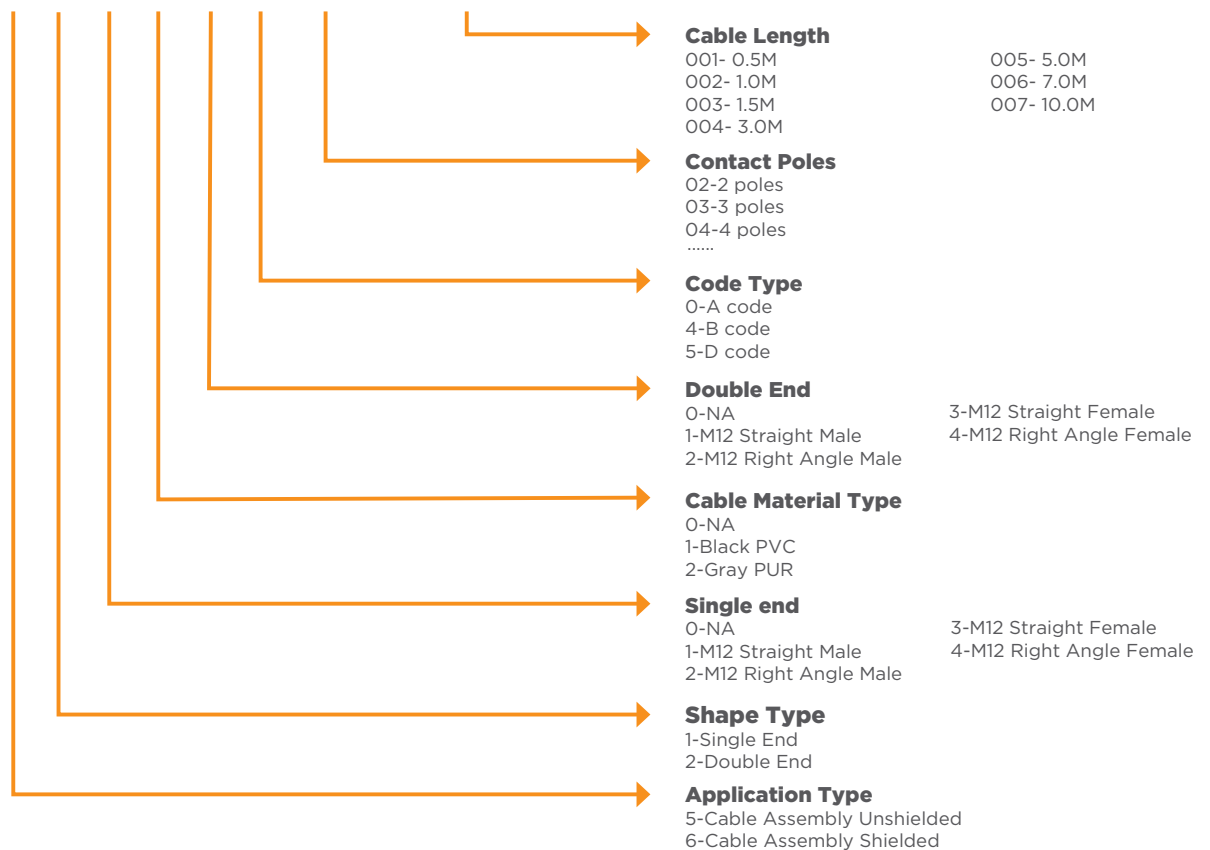 Cable Length
001- 0.5M 005- 5.0M
002- 1.0M 006- 7.0M
003- 1.5M 007- 10.0M
004- 3.0M
Contact Poles
02-2 poles
03-3 poles
04-4 poles
......
Code Type
0-A code
4-B code
5-D code
Double End
0-NA 3-M12 Straight Female
1-M12 Straight Male 4-M12 Right Angle Female
2-M12 Right Angle Male
Cable Material Type
0-NA
1-Black PVC
2-Gray PUR
Single end
0-NA 3-M12 Straight Female
1-M12 Straight Male 4-M12 Right Angle Female
2-M12 Right Angle Male
Shape Type
1-Single End
2-Double End
Application Type
5-Cable Assembly Unshielded
6-Cable Assembly Shielded